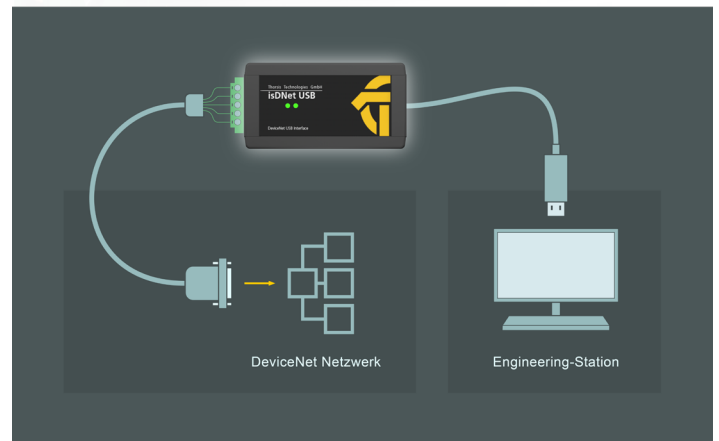 Thorsis Technologies GmbH
isDNet USB
DeviceNet USB Interface
DeviceNet Netzwerk
Engineering-Station